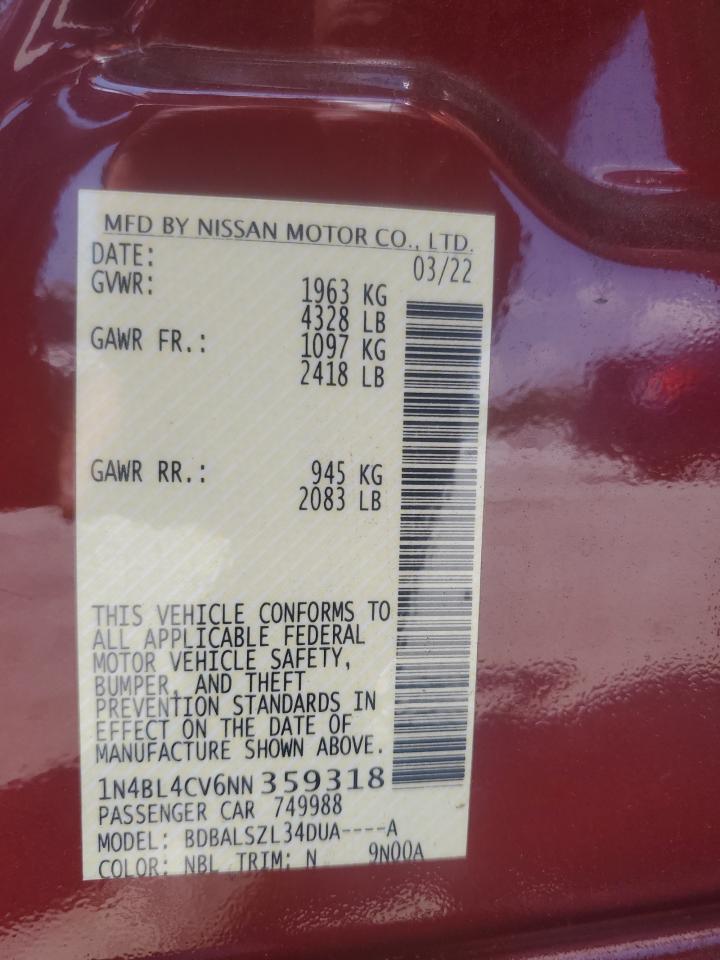 MFD BY NISSAN MOTOR CO., LTD.
DATE: 03/22
GVWR: 1963 KG
4328 LB
GAWR FR.: 1097 KG
2418 LB
GAWR RR.: 945 KG
2083 LB
THIS VEHICLE CONFORMS TO
ALL APPLICABLE FEDERAL
MOTOR VEHICLE SAFETY,
BUMPER, AND THEFT
PREVENTION STANDARDS IN
EFFECT ON THE DATE OF
MANUFACTURE SHOWN ABOVE.
1N4BL4CV6NN359318
PASSENGER CAR 749988
MODEL: BDBALSZL34DUA----A
COLOR: NBL TRIM: N 9N00A